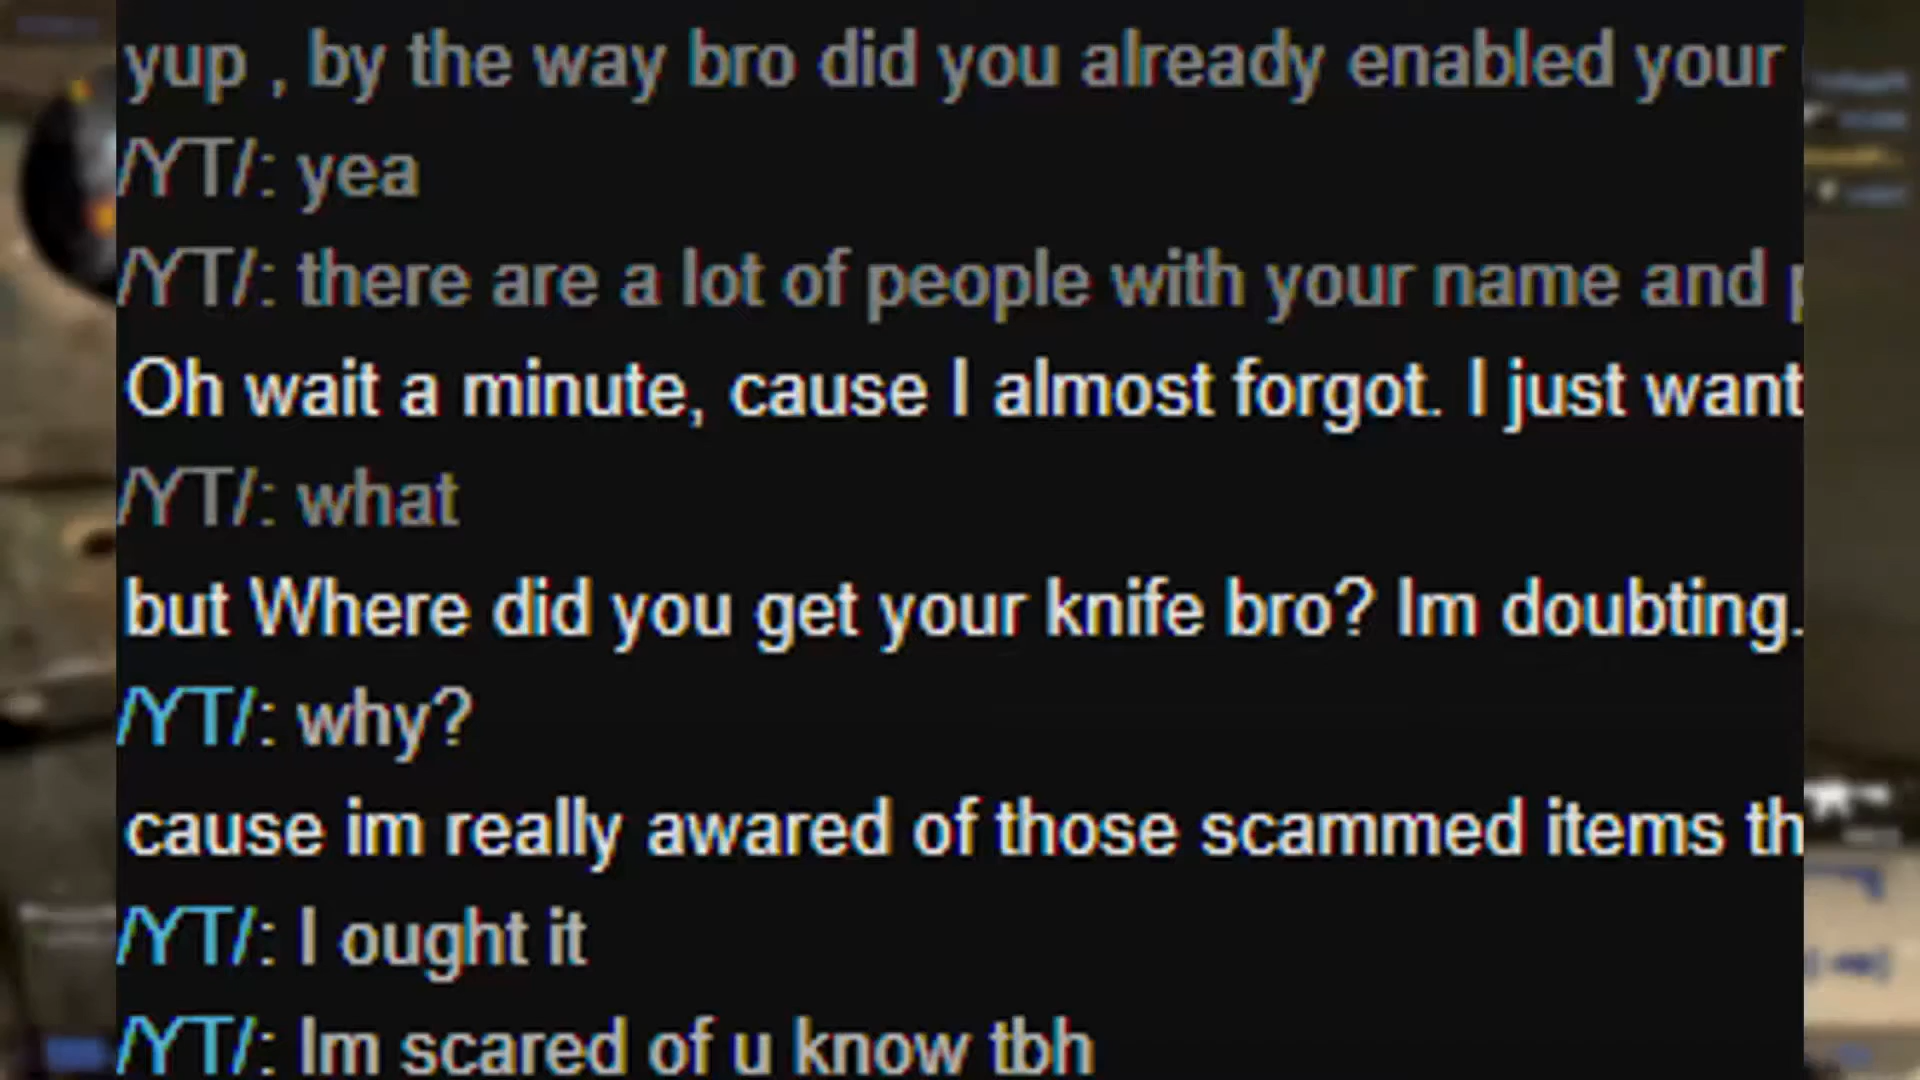 yup , by the way bro did you already enabled your
/YT/: yea
/YT/: there are a lot of people with your name and
Oh wait a minute, cause I almost forgot. I just want
/YT/: what
but Where did you get your knife bro? Im doubting.
/YT/: why?
cause im really awared of those scammed items th
/YT/: I ought it
/YT/: Im scared of u know tbh